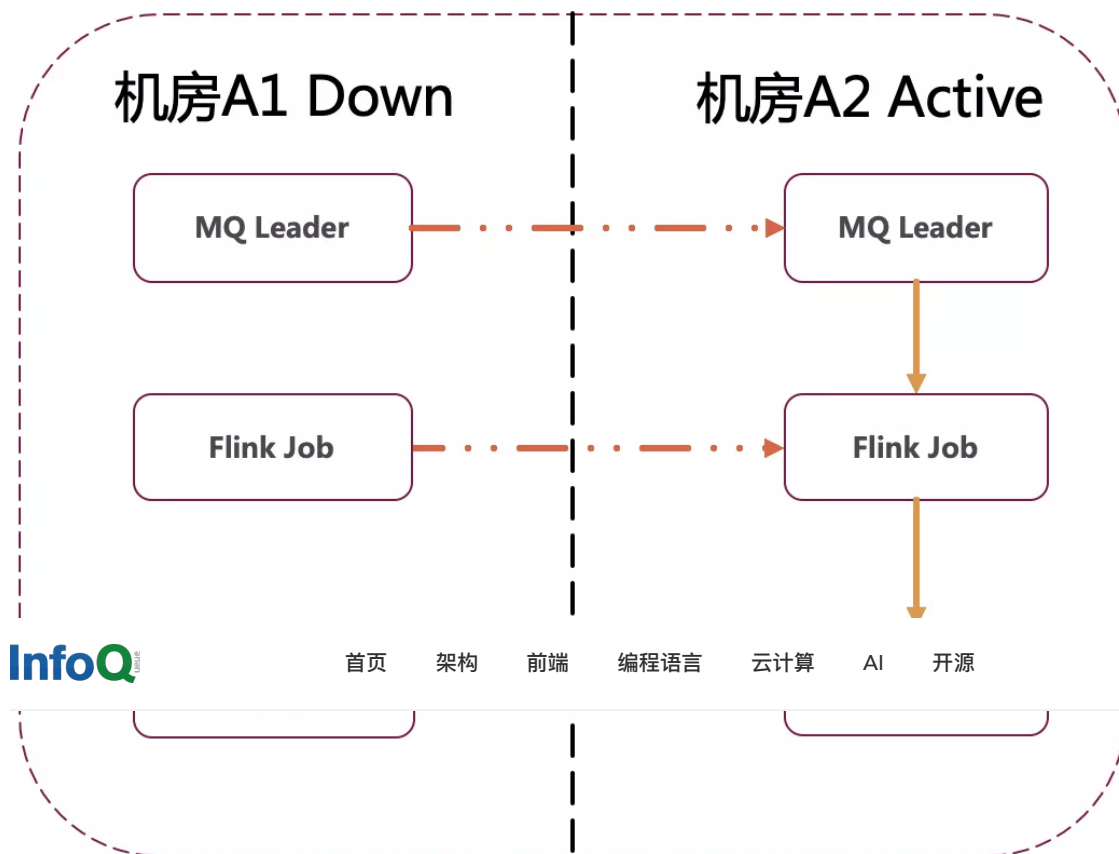 机房A1 Down
机房A2 Active
MQ Leader
MQ Leader
Flink Job
Flink Job
InfoQ ueue
首页 架构 前端 编程语言 云计算 AI 开源